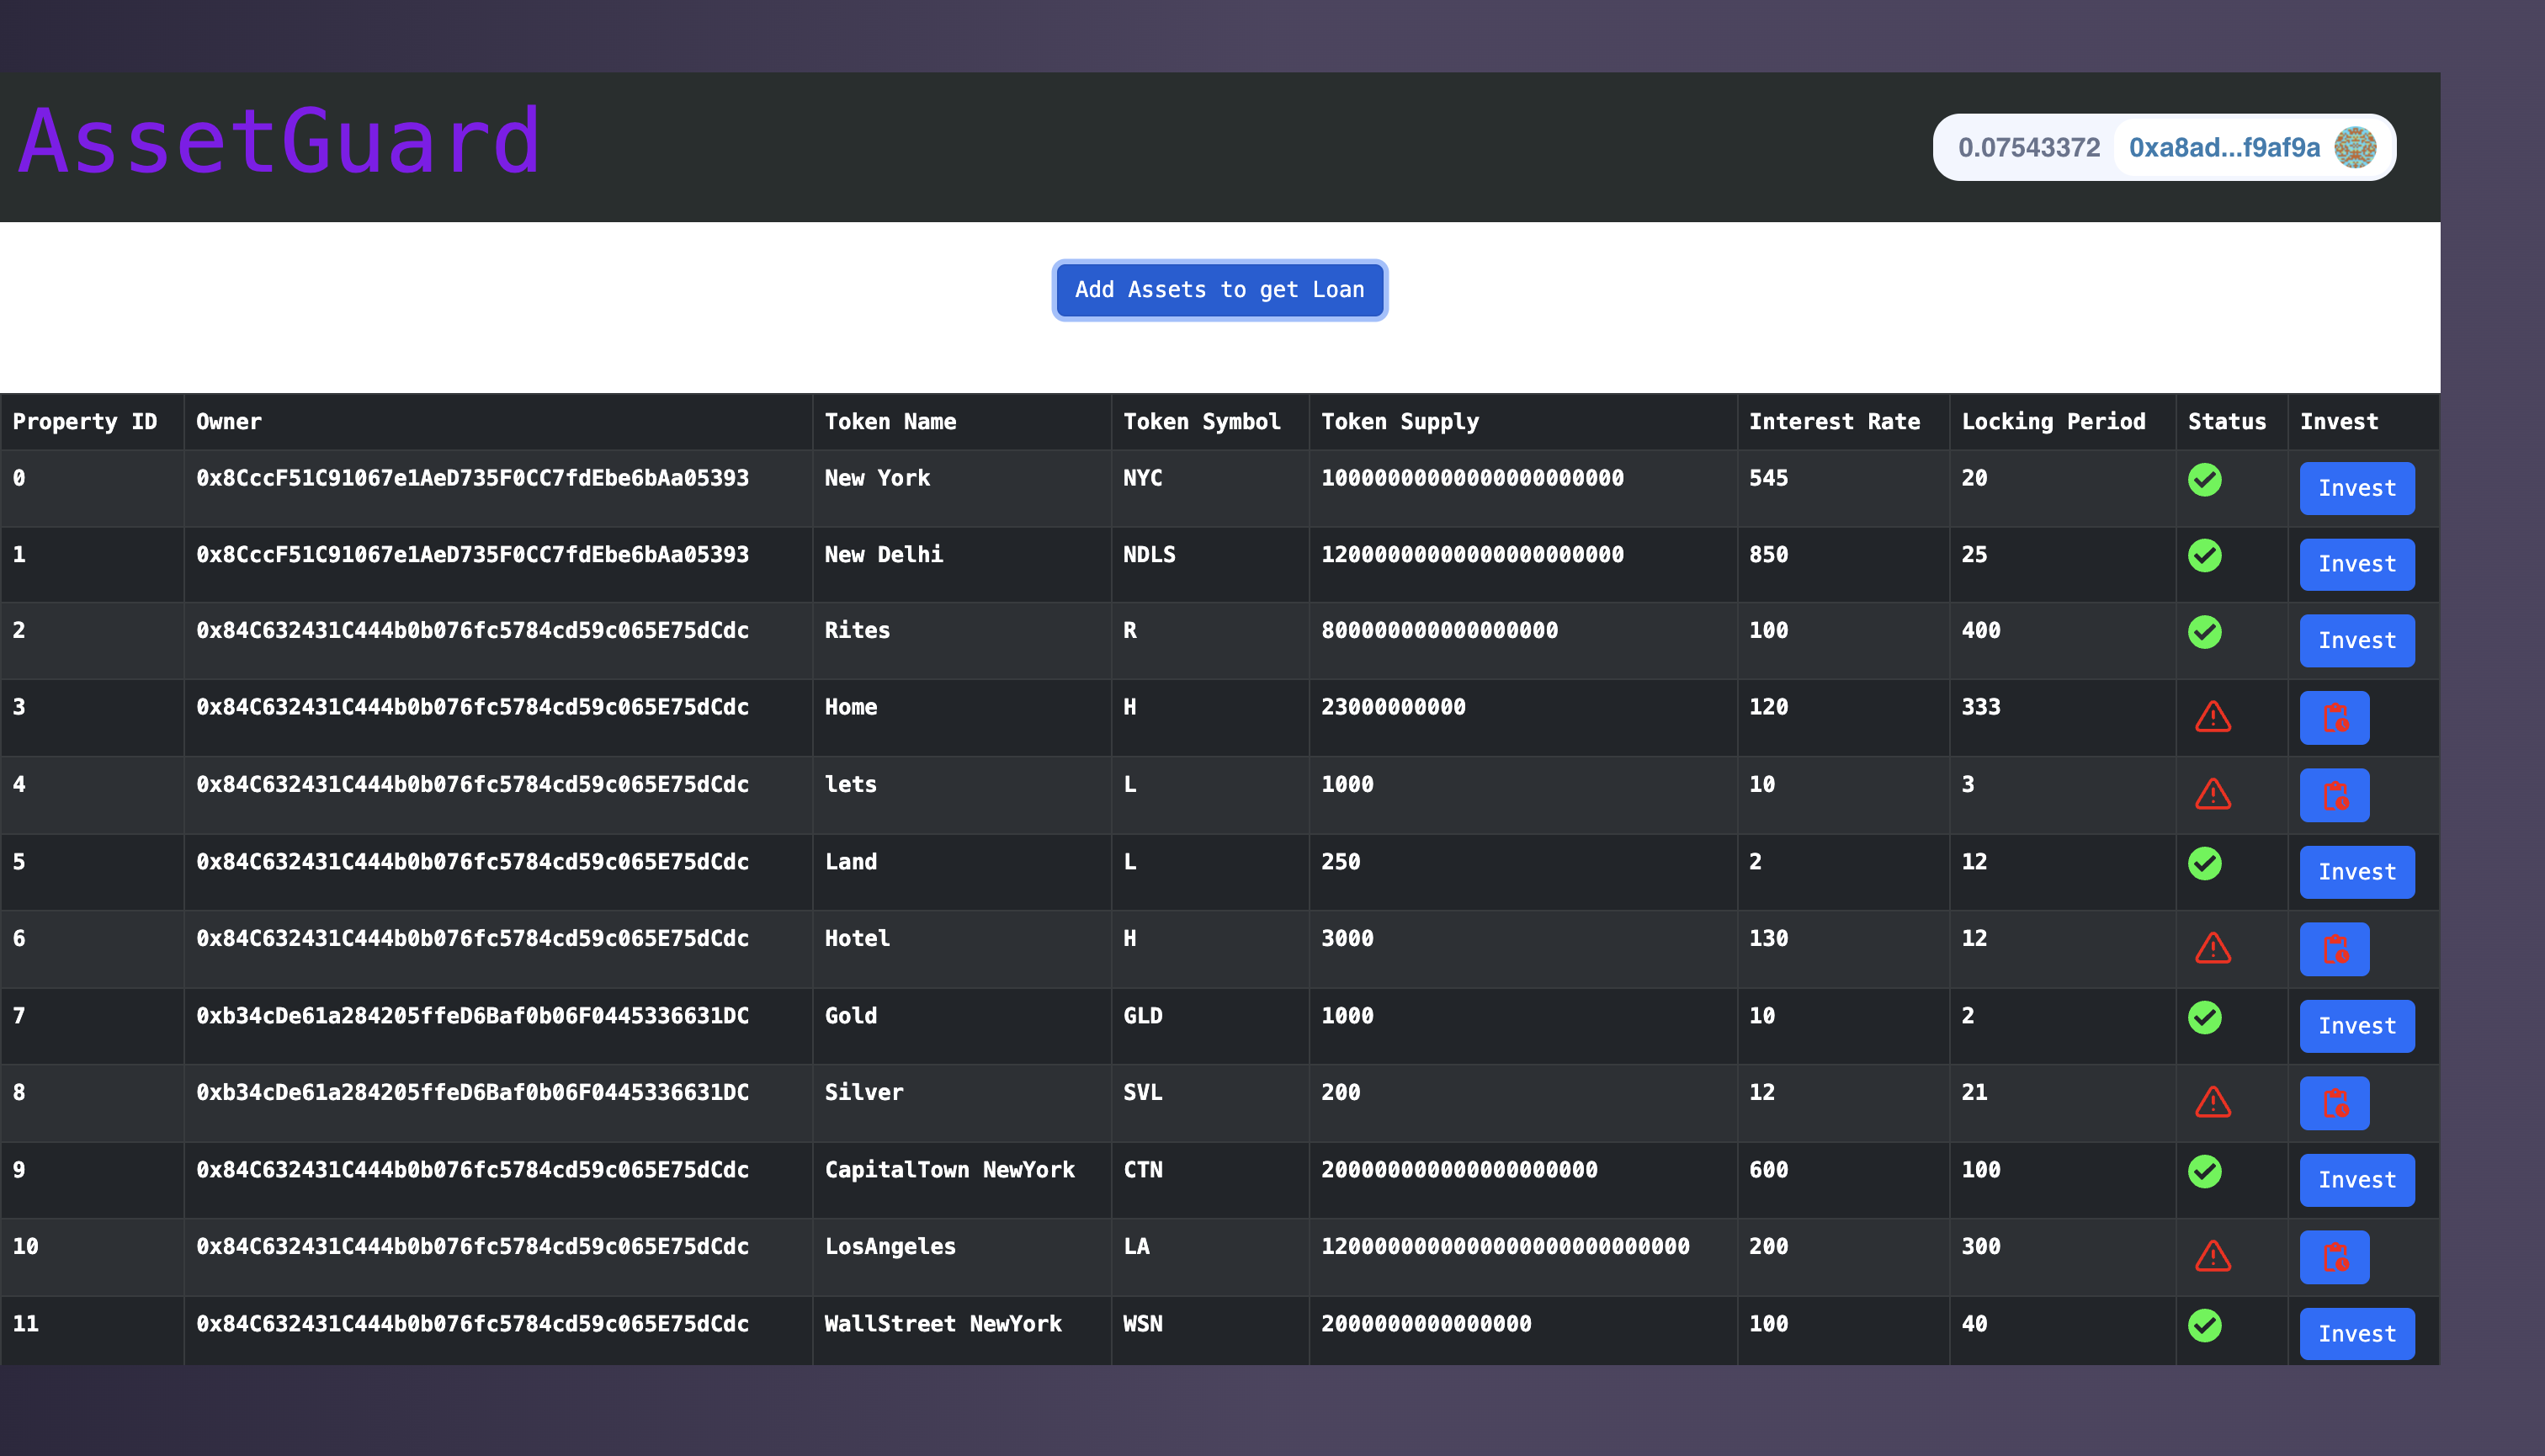 AssetGuard
0.07543372 0xa8ad...f9af9a
Add Assets to get Loan
Property ID Owner Token Name Token Symbol Token Supply Interest Rate Locking Period Status Invest
0 0x8CccF51C91067e1AeD735F0CC7fdEbe6bAa05393 New York NYC 10000000000000000000000 545 20 Invest
1 0x8CccF51C91067e1AeD735F0CC7fdEbe6bAa05393 New Delhi NDLS 12000000000000000000000 850 25 Invest
2 0x84C632431C444b0b076fc5784cd59c065E75dCdc Rites R 800000000000000000 100 400 Invest
3 0x84C632431C444b0b076fc5784cd59c065E75dCdc Home H 23000000000 120 333
4 0x84C632431C444b0b076fc5784cd59c065E75dCdc lets L 1000 10 3
5 0x84C632431C444b0b076fc5784cd59c065E75dCdc Land L 250 2 12 Invest
6 0x84C632431C444b0b076fc5784cd59c065E75dCdc Hotel H 3000 130 12
7 0xb34cDe61a284205ffeD6Baf0b06F0445336631DC Gold GLD 1000 10 2 Invest
8 0xb34cDe61a284205ffeD6Baf0b06F0445336631DC Silver SVL 200 12 21
9 0x84C632431C444b0b076fc5784cd59c065E75dCdc CapitalTown NewYork CTN 200000000000000000000 600 100 Invest
10 0x84C632431C444b0b076fc5784cd59c065E75dCdc LosAngeles LA 1200000000000000000000000000 200 300
11 0x84C632431C444b0b076fc5784cd59c065E75dCdc WallStreet NewYork WSN 2000000000000000 100 40 Invest